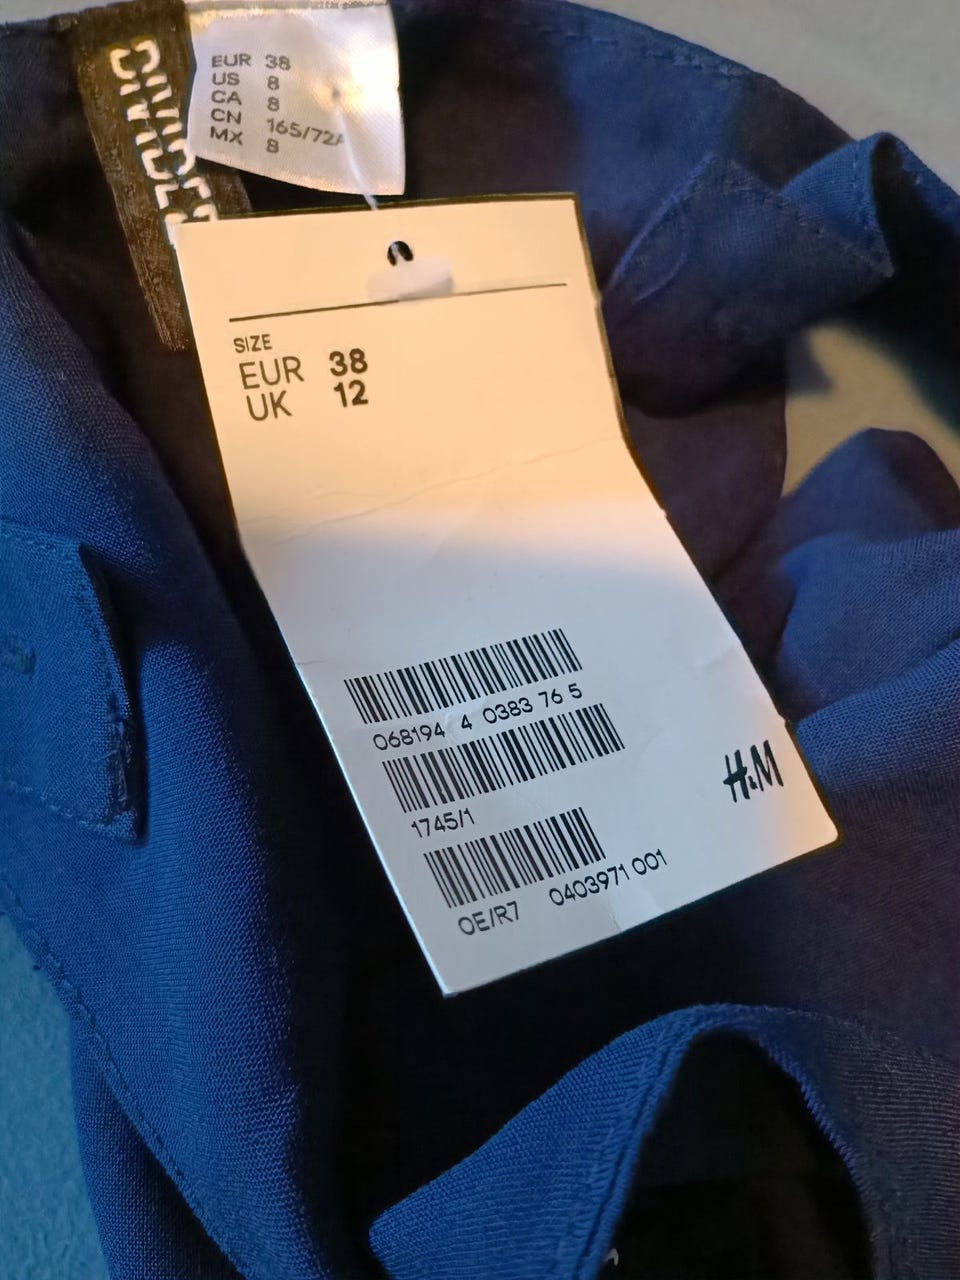 EUR 38
US 8
CA 8
CN 165/72A
MX 8
SIZE
EUR 38
UK 12
068194 4 0383 76 5
1745/1
H&M
OE/R7 0403971 001